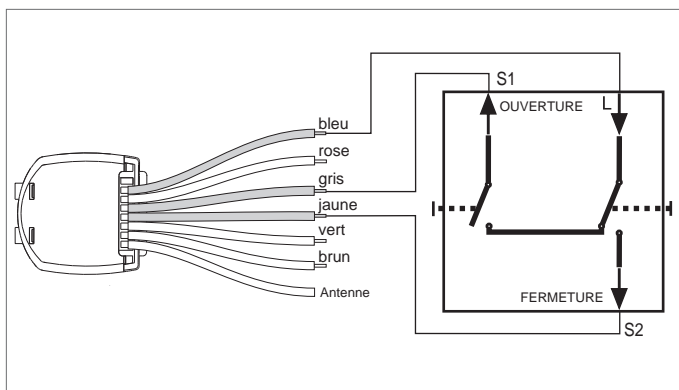 S1
bleu
OUVERTURE
L
rose
gris
jaune
vert
brun
Antenne
FERMETURE
S2